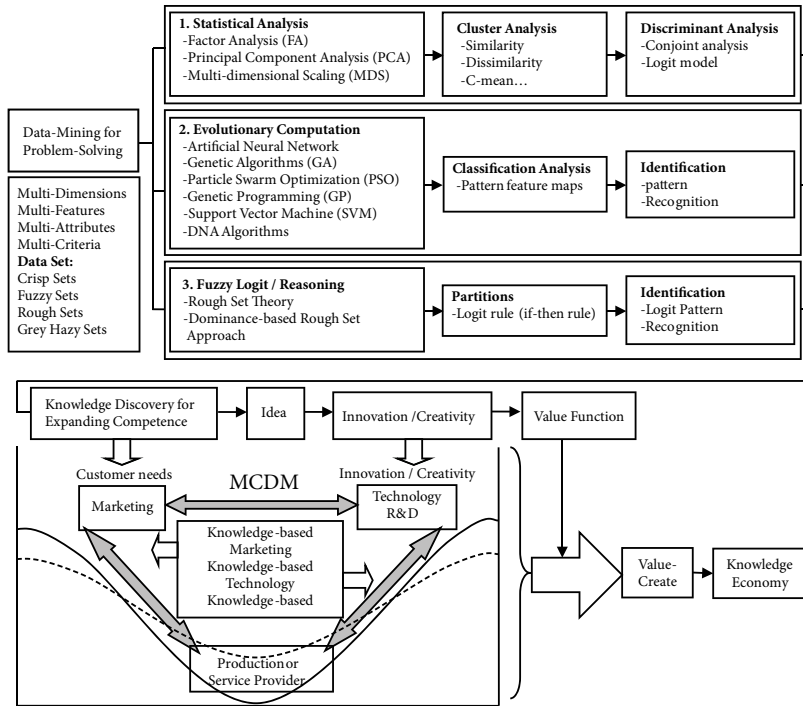 1. Statistical Analysis
-Factor Analysis (FA)
-Principal Component Analysis (PCA)
-Multi-dimensional Scaling (MDS)
Cluster Analysis
-Similarity
-Dissimilarity
-C-mean…
Discriminant Analysis
-Conjoint analysis
-Logit model
Data-Mining for
Problem-Solving
2. Evolutionary Computation
-Artificial Neural Network
-Genetic Algorithms (GA)
-Particle Swarm Optimization (PSO)
-Genetic Programming (GP)
-Support Vector Machine (SVM)
-DNA Algorithms
Classification Analysis
-Pattern feature maps
Identification
-pattern
-Recognition
Multi-Dimensions
Multi-Features
Multi-Attributes
Multi-Criteria
Data Set:
Crisp Sets
Fuzzy Sets
Rough Sets
Grey Hazy Sets
3. Fuzzy Logit / Reasoning
-Rough Set Theory
-Dominance-based Rough Set
Approach
Partitions
-Logit rule (if-then rule)
Identification
-Logit Pattern
-Recognition
Knowledge Discovery for
Expanding Competence
Idea
Innovation /Creativity
Value Function
Customer needs
Innovation / Creativity
MCDM
Marketing
Technology
R&D
Knowledge-based
Marketing
Knowledge-based
Technology
Knowledge-based
Production or
Service Provider
Value-
Create
Knowledge
Economy